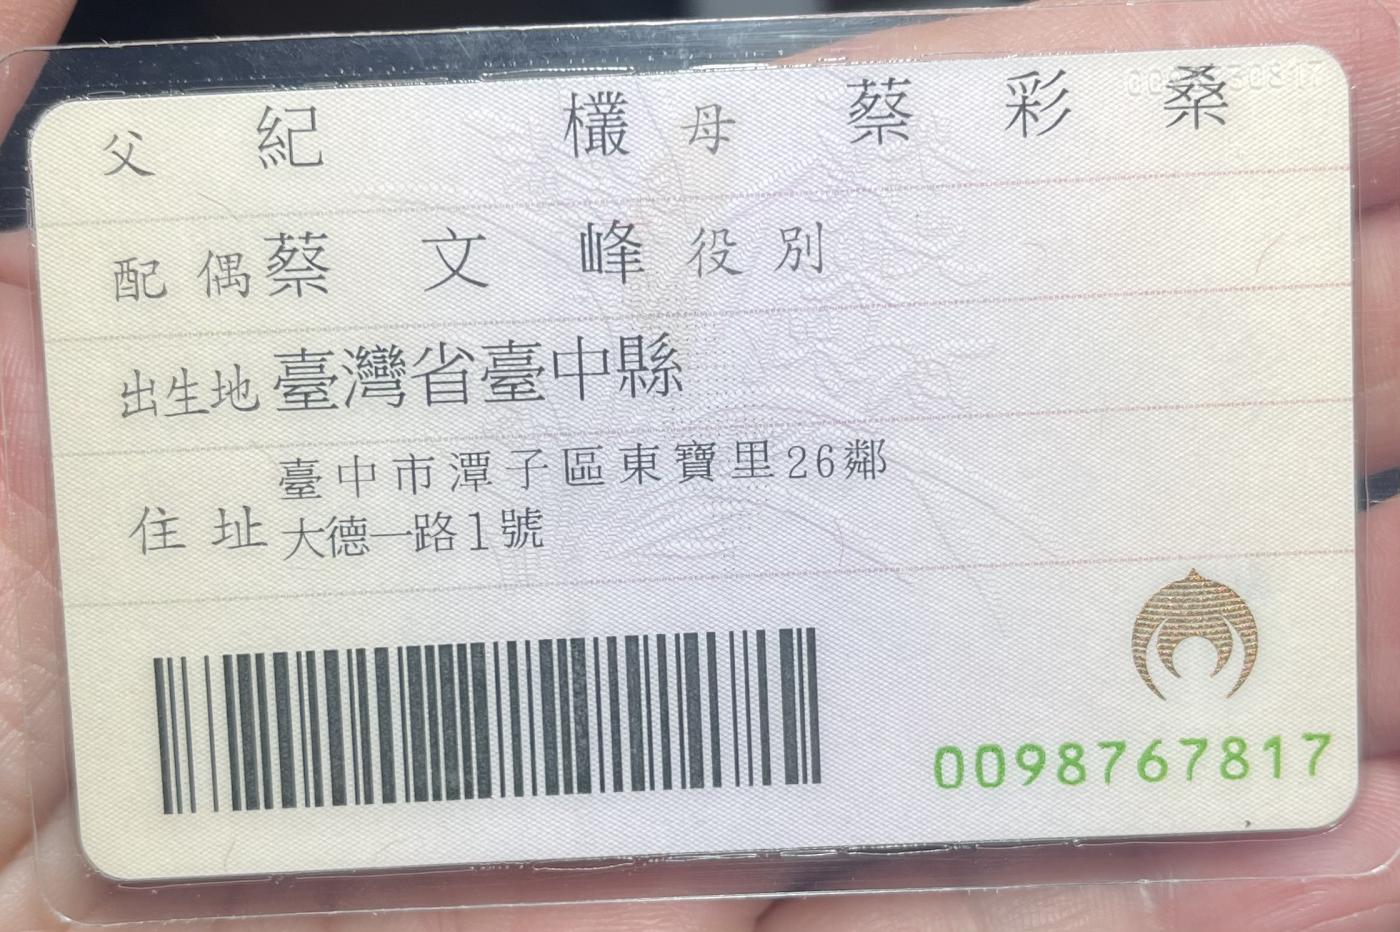 父 紀 欉 母 蔡彩桑
配偶 蔡文峰 役別
出生地 臺灣省臺中縣
住址 臺中市潭子區東寶里26鄰
大德一路1號
0098767817